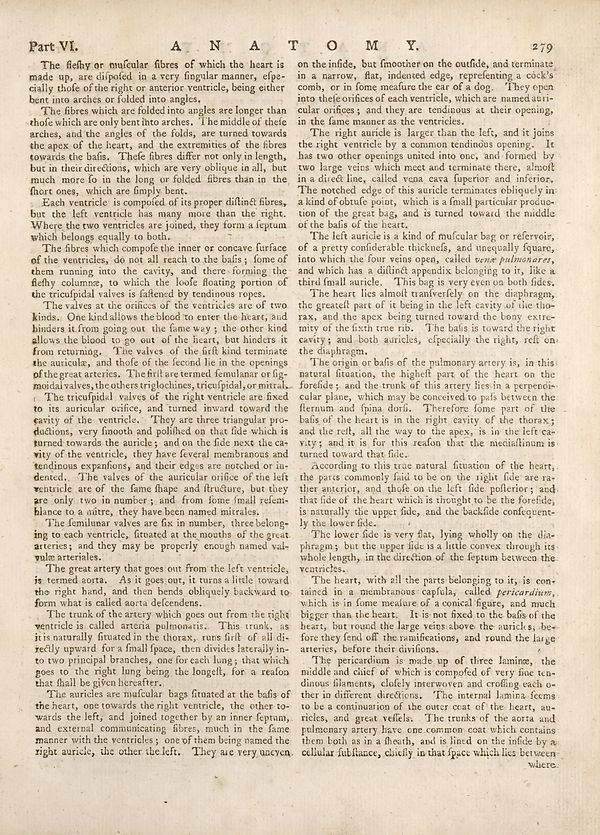 Part VI. A N A T O M Y. 279
The fleſhy or muſcular fibres of which the heart is
made up, are diſpoſed in a very ſingular manner, eſpe-
cially thoſe of the right or anterior ventricle, being either
bent into arches or folded into angles.
The fibres which are folded into angles are longer than
thoſe which are only bent into arches. The middle of theſe
arches, and the angles of the folds, are turned towards
the apex of the heart, and the extremities of the fibres
towards the baſis. Theſe fibres differ not only in length,
but in their directions, which are very oblique in all, but
much more ſo in the long or folded fibres than in the
ſhort ones, which are ſimply bent.
Each ventricle is compoſed of its proper diſtinct fibres,
but the left ventricle has many more than the right.
Where the two ventricles are joined, they form a ſeptum
which belongs equally to both.
The fibres which compoſe the inner or concave ſurface
of the ventricles, do not all reach to the baſis; ſome of
them running into the cavity, and there forming the
fleſhy columnæ, to which the looſe floating portion of
the tricuſpidal valves is faſtened by tendinous ropes.
The valves at the orifices of the ventricles are of two
kinds. One kind allows the blood to enter the heart, and
hinders it from going out the ſame way; the other kind
allows the blood to go out of the heart, but hinders it
from returning. The valves of the firſt kind terminate
the auriculæ, and thoſe of the ſecond lie in the openings
of the great arteries. The firſt are termed ſemulanar or ſig-
moidal valves, the others triglochines, tricuſpidal, or mitral.
The tricuſpidal valves of the right ventricle are fixed
to its auricular orifice, and turned inward toward the
cavity of the ventricle. They are three triangular pro-
ductions, very ſmooth and poliſhed on that ſide which is
turned towards the auricle; and on the ſide next the ca-
vity of the ventricle, they have ſeveral membranous and
tendinous expanſions, and their edges are notched or in-
dented. The valves of the auricular orifice of the left
ventricle are of the ſame ſhape and ſtructure, but they
are only two in number; and from ſome ſmall reſem-
blance to a mitre, they have been named mitrales.
The ſemilunar valves are ſix in number, three belong-
ing to each ventricle, ſituated at the mouths of the great
arteries; and they may be properly enough named val-
vulæ arteriales.
The great artery that goes out from the left ventricle,
is termed aorta. As it goes out, it turns a little toward
the right hand, and then bends obliquely backward to
form what is called aorta deſcendens.
The trunk of the artery which goes out from the right
ventricle is called arteria pulmonaris. This trunk, as
it is naturally ſituated in the thorax, runs firſt of all di-
rectly upward for a ſmall ſpace, then divides laterally in-
to two principal branches, one for each lung; that which
goes to the right lung being the longeſt, for a reaſon
that ſhall be given hereafter.
The auricles are muſcular bags ſituated at the baſis of
the heart, one towards the right ventricle, the other to-
wards the left, and joined together by an inner ſeptum,
and external communicating fibres, much in the ſame
manner with the ventricles; one of them being named the
right auricle, the other the left. They are very uneven
on the inſide, but ſmoother on the outſide, and terminate
in a narrow, flat, indented edge, repreſenting a cock's
comb, or in ſome meaſure the ear of a dog. They open
into theſe orifices of each ventricle, which are named auri-
cular orifices; and they are tendinous at their opening,
in the ſame manner as the ventricles.
The right auricle is larger than the left, and it joins
the right ventricle by a common tendinous opening. It
has two other openings united into one, and formed by
two large veins which meet and terminate there, almoſt
in a direct line, called vena cava ſuperior and inferior.
The notched edge of this auricle terminates obliquely in
a kind of obtuſe point, which is a ſmall particular produc-
tion of the great bag, and is turned toward the middle
of the baſis of the heart.
The left auricle is a kind of muſcular bag or reſervoir,
of a pretty conſiderable thickneſs, and unequally ſquare,
into which the four veins open, called venæ pulmonares,
and which has a diſtinct appendix belonging to it, like a
third ſmall auricle. This bag is very even on both ſides.
The heart lies almoſt tranſverſely on the diaphragm,
the greateſt part of it being in the left cavity of the tho-
rax, and the apex being turned toward the bony extre-
mity of the ſixth true rib. The baſis is toward the right
cavity; and both auricles, eſpecially the right, reſt on
the diaphragm.
The origin or baſis of the pulmonary artery is, in this
natural ſituation, the higheſt part of the heart on the
foreſide; and the trunk of this artery lies in a perpendi-
cular plane, which may be conceived to paſs between the
ſternum and ſpina dorſi. Therefore ſome part of the
baſis of the heart is in the right cavity of the thorax;
and the reſt, all the way to the apex, is in the left ca-
vity; and it is for this reaſon that the mediaſtinum is
turned toward that ſide.
According to this true natural ſituation of the heart,
the parts commonly ſaid to be on the right ſide are ra-
ther anterior, and thoſe on the left ſide poſterior; and
that ſide of the heart which is thought to be the foreſide,
is naturally the upper ſide, and the backſide conſequent-
ly the lower ſide.
The lower ſide is very flat, lying wholly on the dia-
phragm; but the upper ſide is a little convex through its
whole length, in the direction of the ſeptum between the
ventricles.
The heart, with all the parts belonging to it, is con-
tained in a membranous capſula, called pericardium,
which is in ſome meaſure of a conical figure, and much
bigger than the heart. It is not fixed to the baſis of the
heart, but round the large veins above the auricles, be-
fore they ſend off the ramifications, and round the large
arteries, before their diviſions.
The pericardium is made up of three laminæ, the
middle and chief of which is compoſed of very fine ten-
dinous filaments, cloſely interwoven and croſſing each o-
ther in different directions. The internal lamina ſeems
to be a continuation of the outer coat of the heart, au-
ricles, and great veſſels. The trunks of the aorta and
pulmonary artery have one common coat which contains
them both as in a ſheath, and is lined on the inſide by a
cellular ſubſtance, chiefly in that ſpace which lies between
where